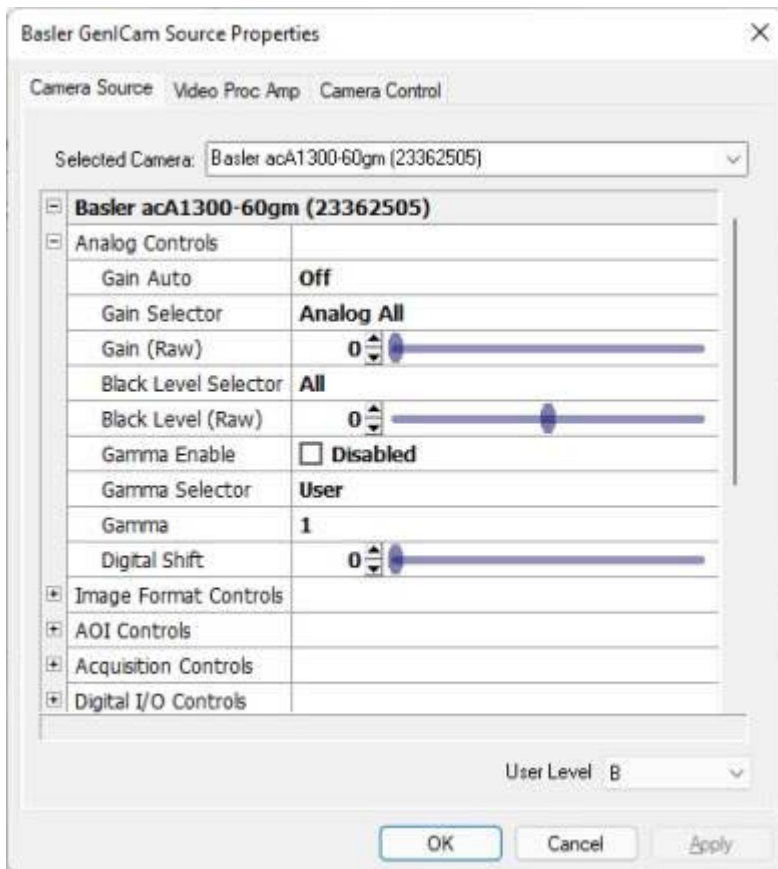 Basler GenICam Source Properties
Camera Source Video Proc Amp Camera Control
Selected Camera: Basler acA1300-60gm (23362505)
Basler acA1300-60gm (23362505)
Analog Controls
Gain Auto Off
Gain Selector Analog All
Gain (Raw) 0
Black Level Selector All
Black Level (Raw) 0
Gamma Enable Disabled
Gamma Selector User
Gamma 1
Digital Shift 0
Image Format Controls
AOI Controls
Acquisition Controls
Digital I/O Controls
User Level B
OK Cancel Apply